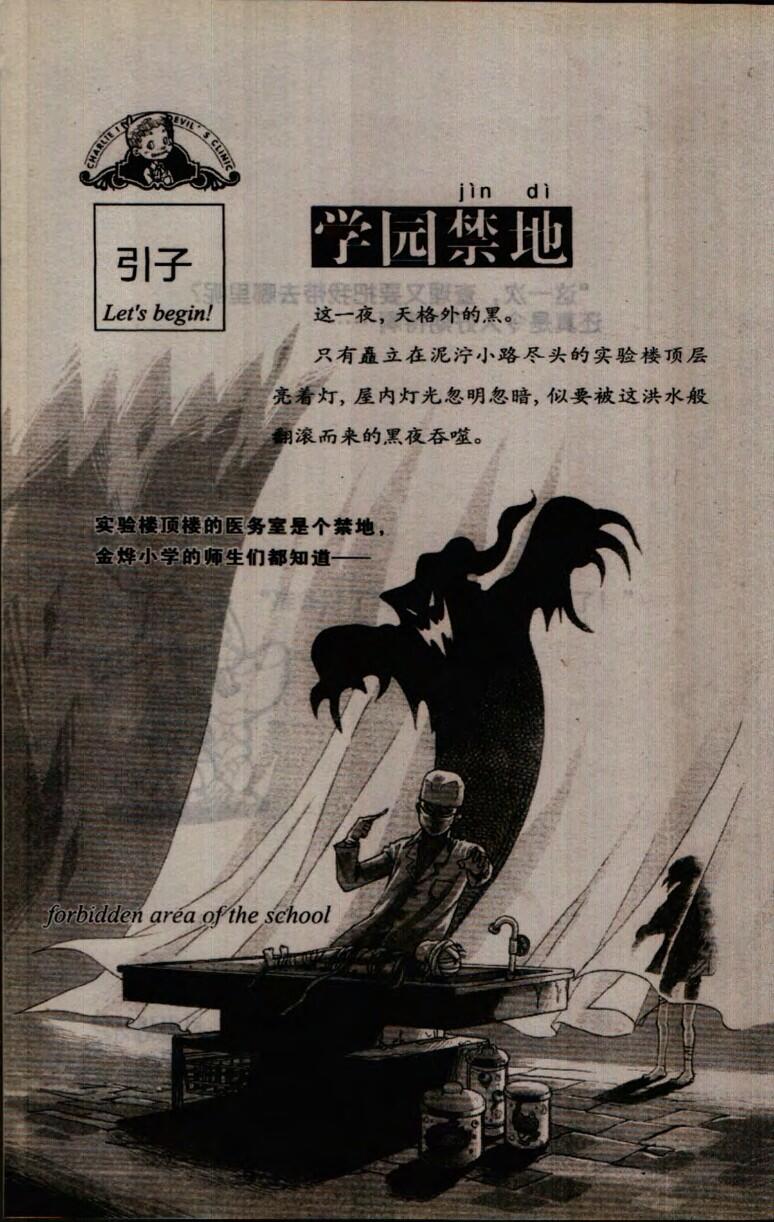 CHARLIE I DEVIL'S CLINIC
jìn dì
学园禁地
引子
Let's begin!
这一夜，天格外的黑。
只有矗立在泥泞小路尽头的实验楼顶层
亮着灯，屋内灯光忽明忽暗，似要被这洪水般
翻滚而来的黑夜吞噬。
实验楼顶楼的医务室是个禁地，
金烨小学的师生们都知道——
forbidden area of the school